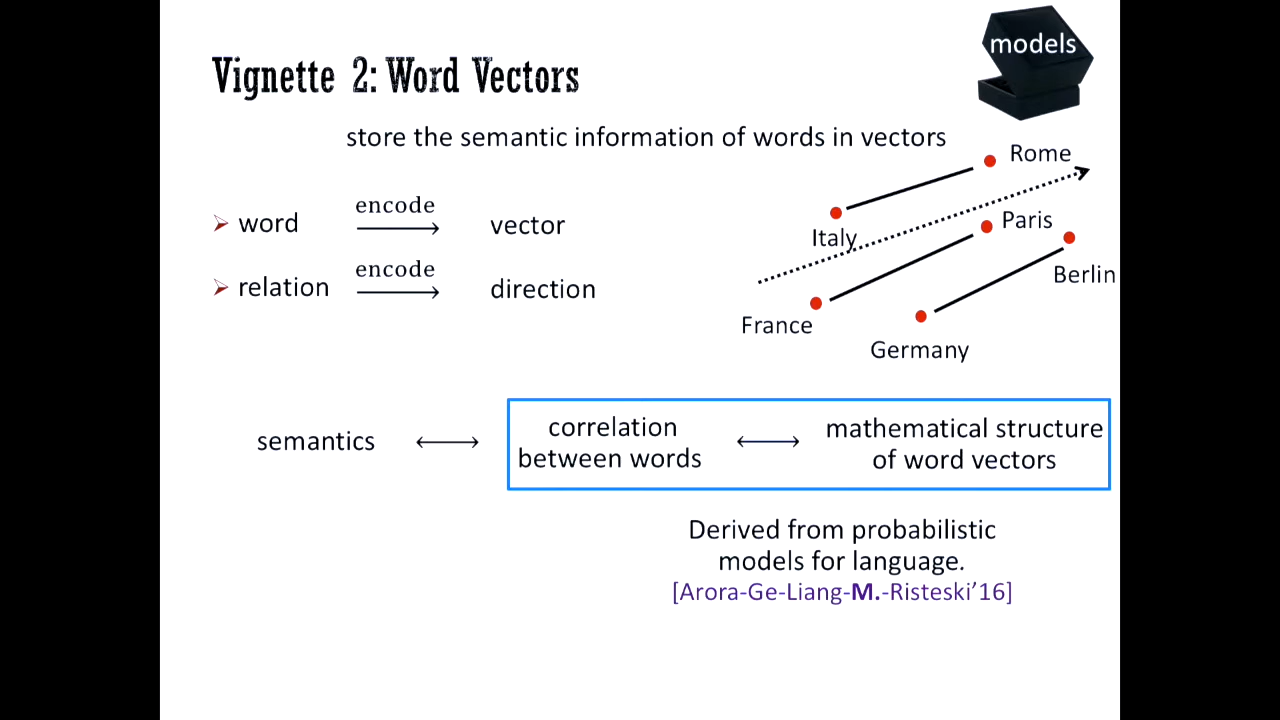 models
Vignette 2: Word Vectors
store the semantic information of words in vectors
Rome
Italy
Paris
Berlin
France
Germany
➢ word encode vector
➢ relation encode direction
semantics
correlation
between words
mathematical structure
of word vectors
Derived from probabilistic
models for language.
[Arora-Ge-Liang-M.-Risteski’16]